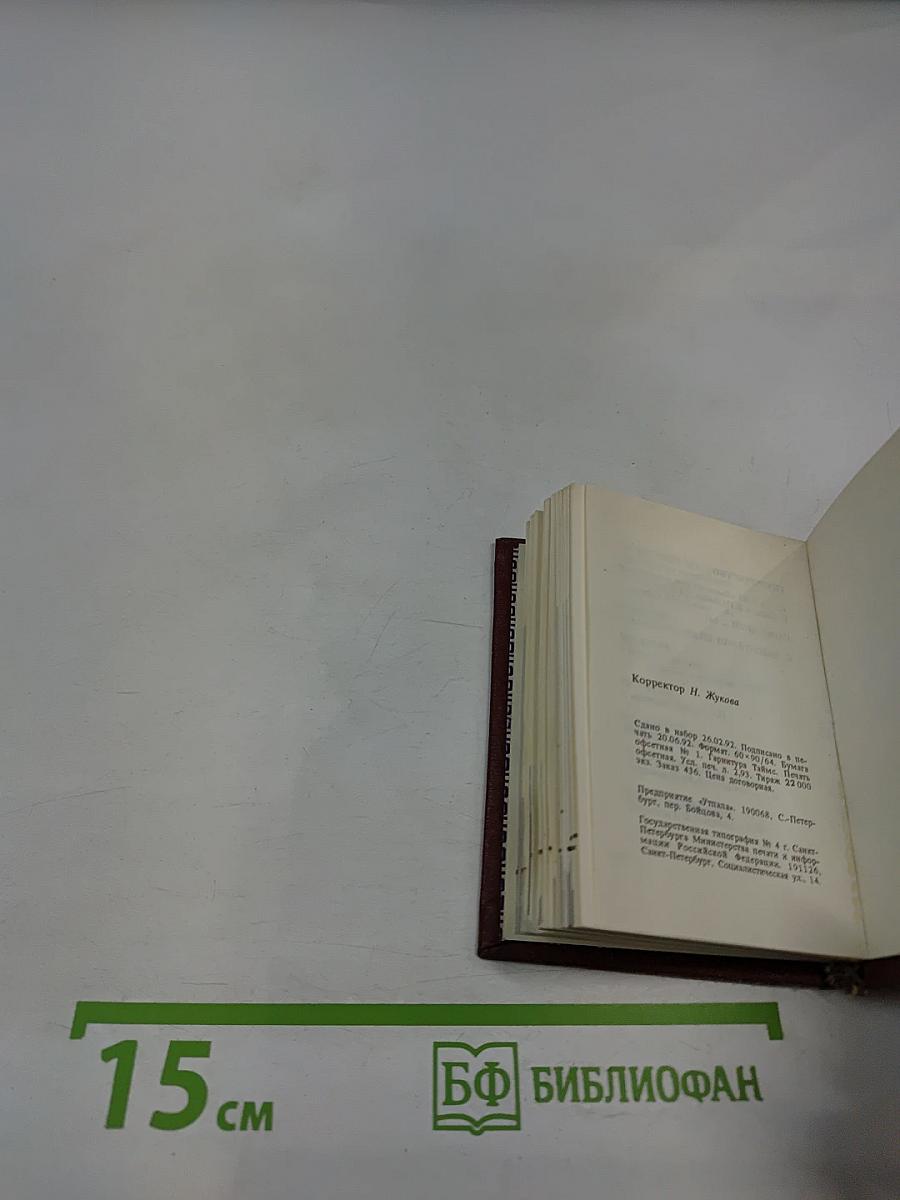 Корректор Н. Жукова
Сдано в набор 26.02.92. Подписано в пе-
чать 20.06.92. Формат. 60×90/64. Бумага
офсетная № 1. Гарнитура Таймс. Печать
офсетная. Усл. печ. л. 2,93. Тираж 22 000
экз. Заказ 436. Цена договорная.
Предприятие «Утпала». 190068, С.-Петер-
бург, пер. Бойцова, 4.
Государственная типография № 4 г. Санкт-
Петербурга Министерства печати и инфор-
мации Российской Федерации. 191126,
Санкт-Петербург, Социалистическая ул., 14.
15 см
БФ БИБЛИОФАН